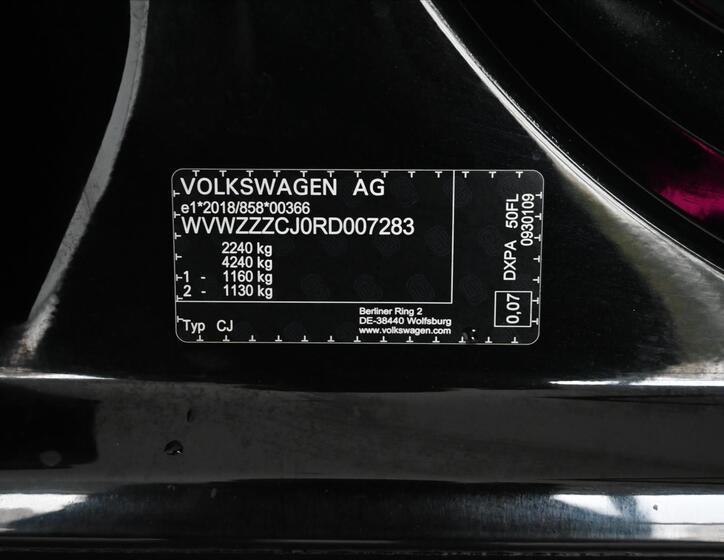 VOLKSWAGEN AG
e1*2018/858*00366
WVWZZZCJ0RD007283
2240 kg
4240 kg
1 - 1160 kg
2 - 1130 kg
Typ CJ
Berliner Ring 2
DE-38440 Wolfsburg
www.volkswagen.com
DXPA 50FL
0930109
0,07